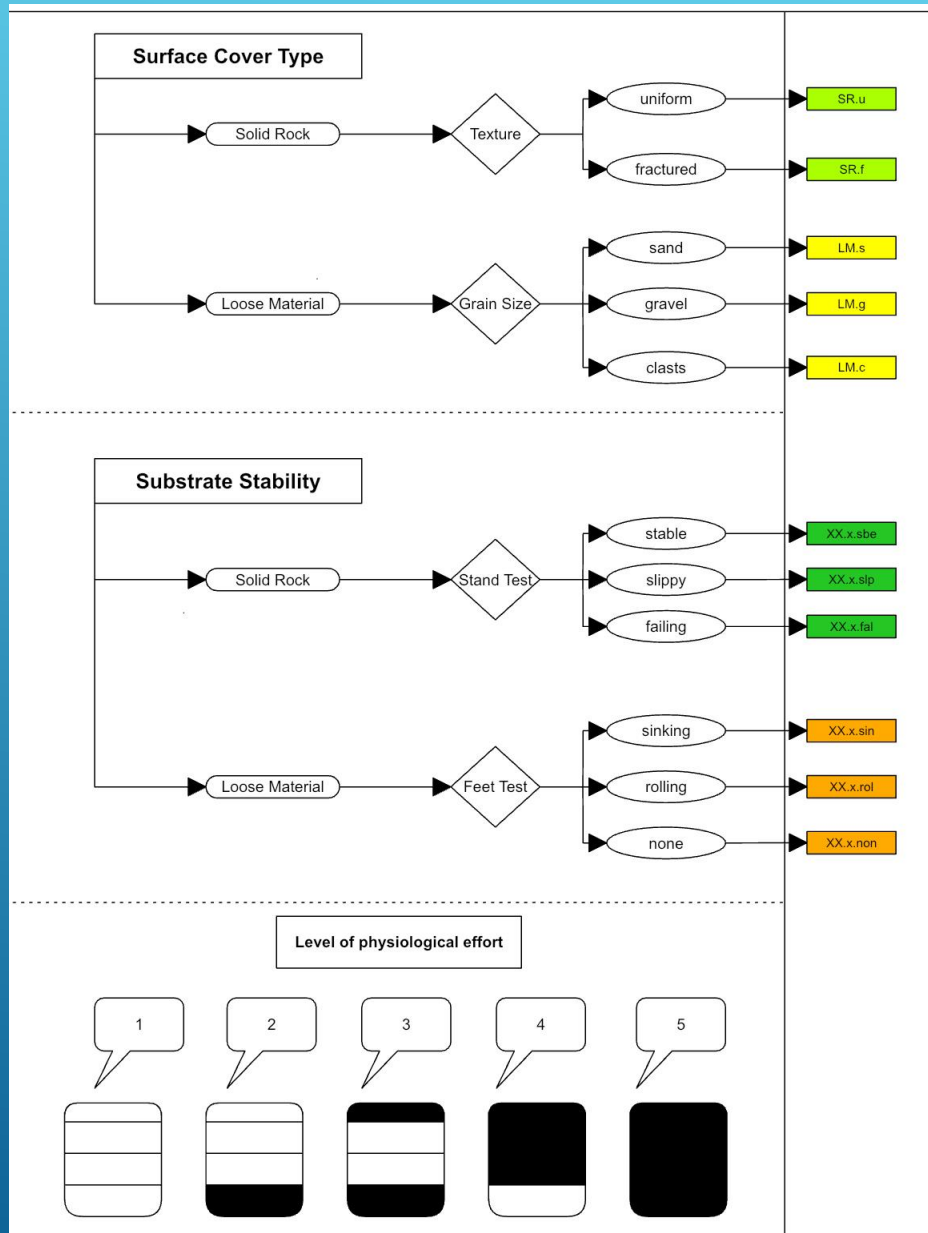 Surface Cover Type
Solid Rock
Texture
uniform
SR.u
fractured
SR.f
Loose Material
Grain Size
sand
LM.s
gravel
LM.g
clasts
LM.c
Substrate Stability
Solid Rock
Stand Test
stable
XX.x.sbe
slippy
XX.x.slp
failing
XX.x.fal
Loose Material
Feet Test
sinking
XX.x.sin
rolling
XX.x.rol
none
XX.x.non
Level of physiological effort
1
2
3
4
5